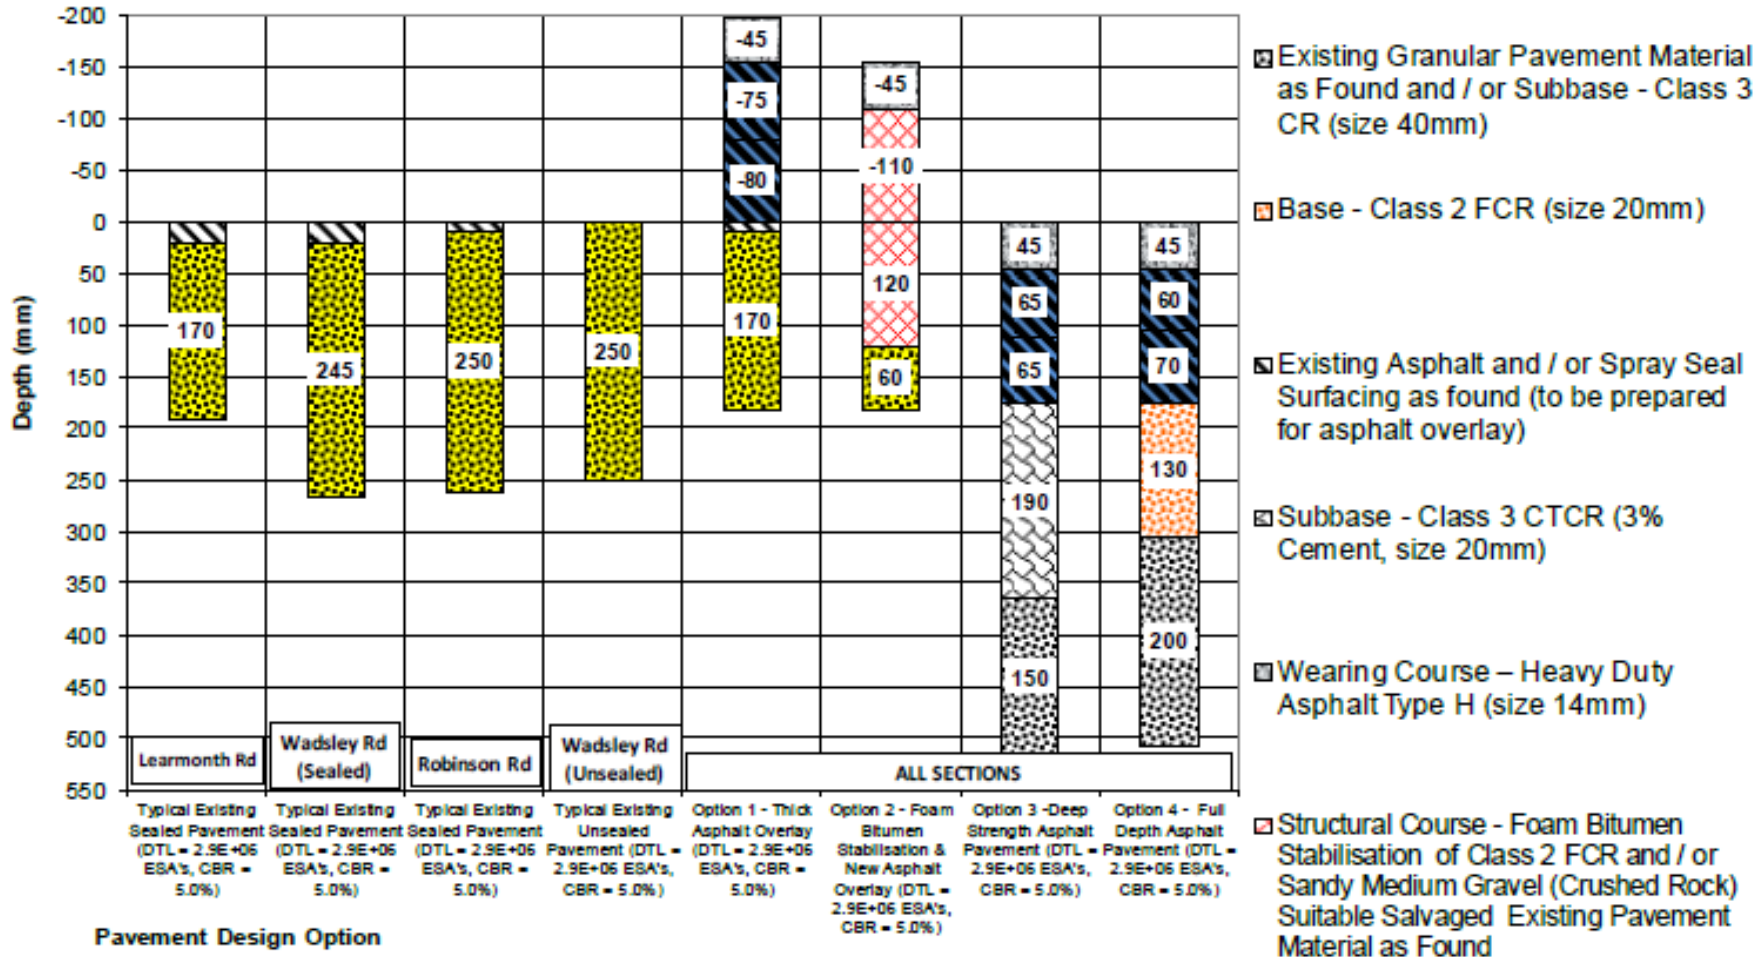 -200
-150
-100
-50
0
50
100
150
200
250
300
350
400
450
500
550
Depth (mm)
170
245
250
250
-45
-75
-80
170
-45
-110
120
60
45
65
65
190
150
45
60
70
130
200
Learmonth Rd
Wadsley Rd
(Sealed)
Robinson Rd
Wadsley Rd
(Unsealed)
ALL SECTIONS
Typical Existing
Sealed Pavement
(DTL = 2.9E+06
ESA's, CBR =
5.0%)
Typical Existing
Sealed Pavement
(DTL = 2.9E+06
ESA's, CBR =
5.0%)
Typical Existing
Sealed Pavement
(DTL = 2.9E+06
ESA's, CBR =
5.0%)
Typical Existing
Unsealed
Pavement (DTL =
2.9E+06 ESA's,
CBR = 5.0%)
Option 1 - Thick
Asphalt Overlay
(DTL = 2.9E+06
ESA's, CBR =
5.0%)
Option 2 - Foam
Bitumen
Stabilisation &
New Asphalt
Overlay (DTL =
2.9E+06 ESA's,
CBR = 5.0%)
Option 3 -Deep
Strength Asphalt
Pavement (DTL =
2.9E+06 ESA's,
CBR = 5.0%)
Option 4 - Full
Depth Asphalt
Pavement (DTL =
2.9E+06 ESA's,
CBR = 5.0%)
Pavement Design Option
Existing Granular Pavement Material
as Found and / or Subbase - Class 3
CR (size 40mm)
Base - Class 2 FCR (size 20mm)
Existing Asphalt and / or Spray Seal
Surfacing as found (to be prepared
for asphalt overlay)
Subbase - Class 3 CTCR (3%
Cement, size 20mm)
Wearing Course – Heavy Duty
Asphalt Type H (size 14mm)
Structural Course - Foam Bitumen
Stabilisation of Class 2 FCR and / or
Sandy Medium Gravel (Crushed Rock)
Suitable Salvaged Existing Pavement
Material as Found